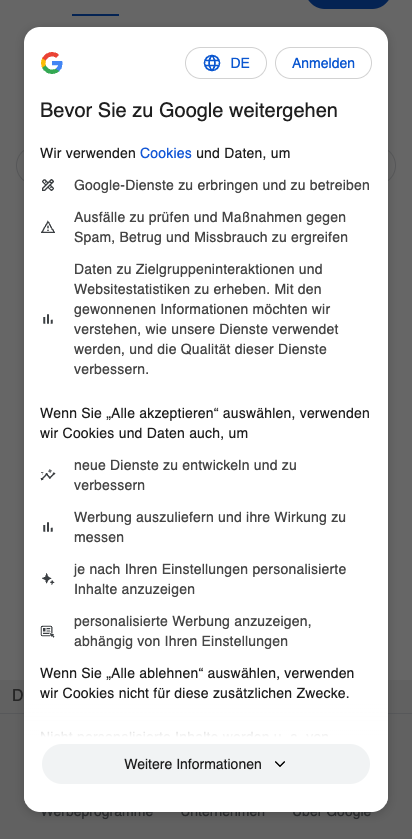 DE
Anmelden
Bevor Sie zu Google weitergehen
Wir verwenden Cookies und Daten, um
Google-Dienste zu erbringen und zu betreiben
Ausfälle zu prüfen und Maßnahmen gegen
Spam, Betrug und Missbrauch zu ergreifen
Daten zu Zielgruppeninteraktionen und
Websitestatistiken zu erheben. Mit den
gewonnenen Informationen möchten wir
verstehen, wie unsere Dienste verwendet
werden, und die Qualität dieser Dienste
verbessern.
Wenn Sie „Alle akzeptieren“ auswählen, verwenden
wir Cookies und Daten auch, um
neue Dienste zu entwickeln und zu
verbessern
Werbung auszuliefern und ihre Wirkung zu
messen
je nach Ihren Einstellungen personalisierte
Inhalte anzuzeigen
personalisierte Werbung anzuzeigen,
abhängig von Ihren Einstellungen
Wenn Sie „Alle ablehnen“ auswählen, verwenden
wir Cookies nicht für diese zusätzlichen Zwecke.
Nicht personalisierte Inhalte werden u. a. von
Weitere Informationen
Werbeprogramme Unternehmen Über Google